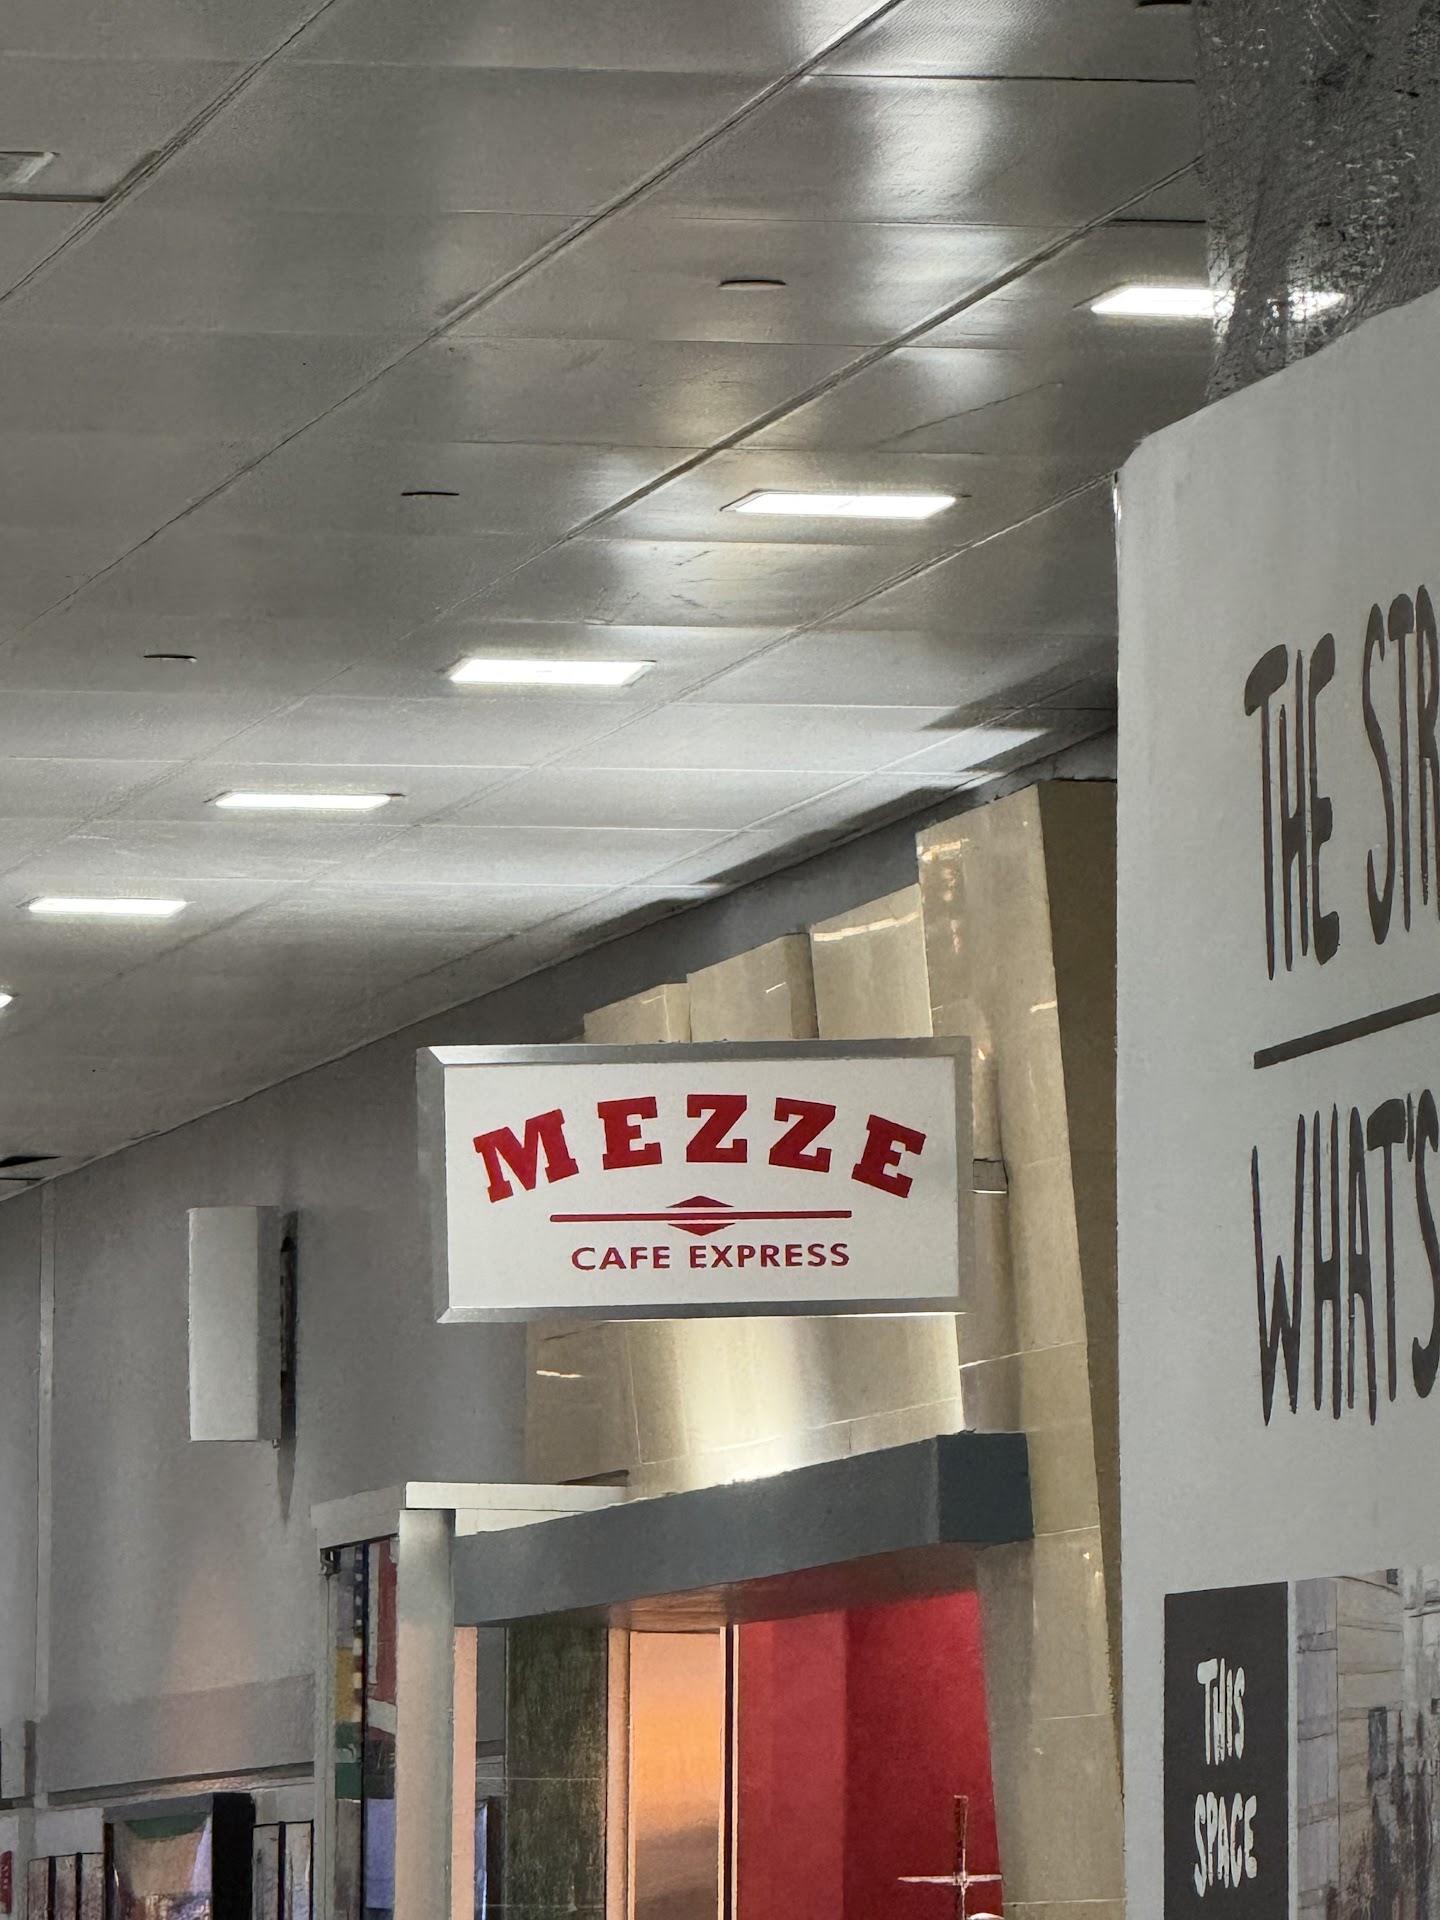 MEZZE
CAFE EXPRESS
THE STR
WHAT'S
THIS
SPACE